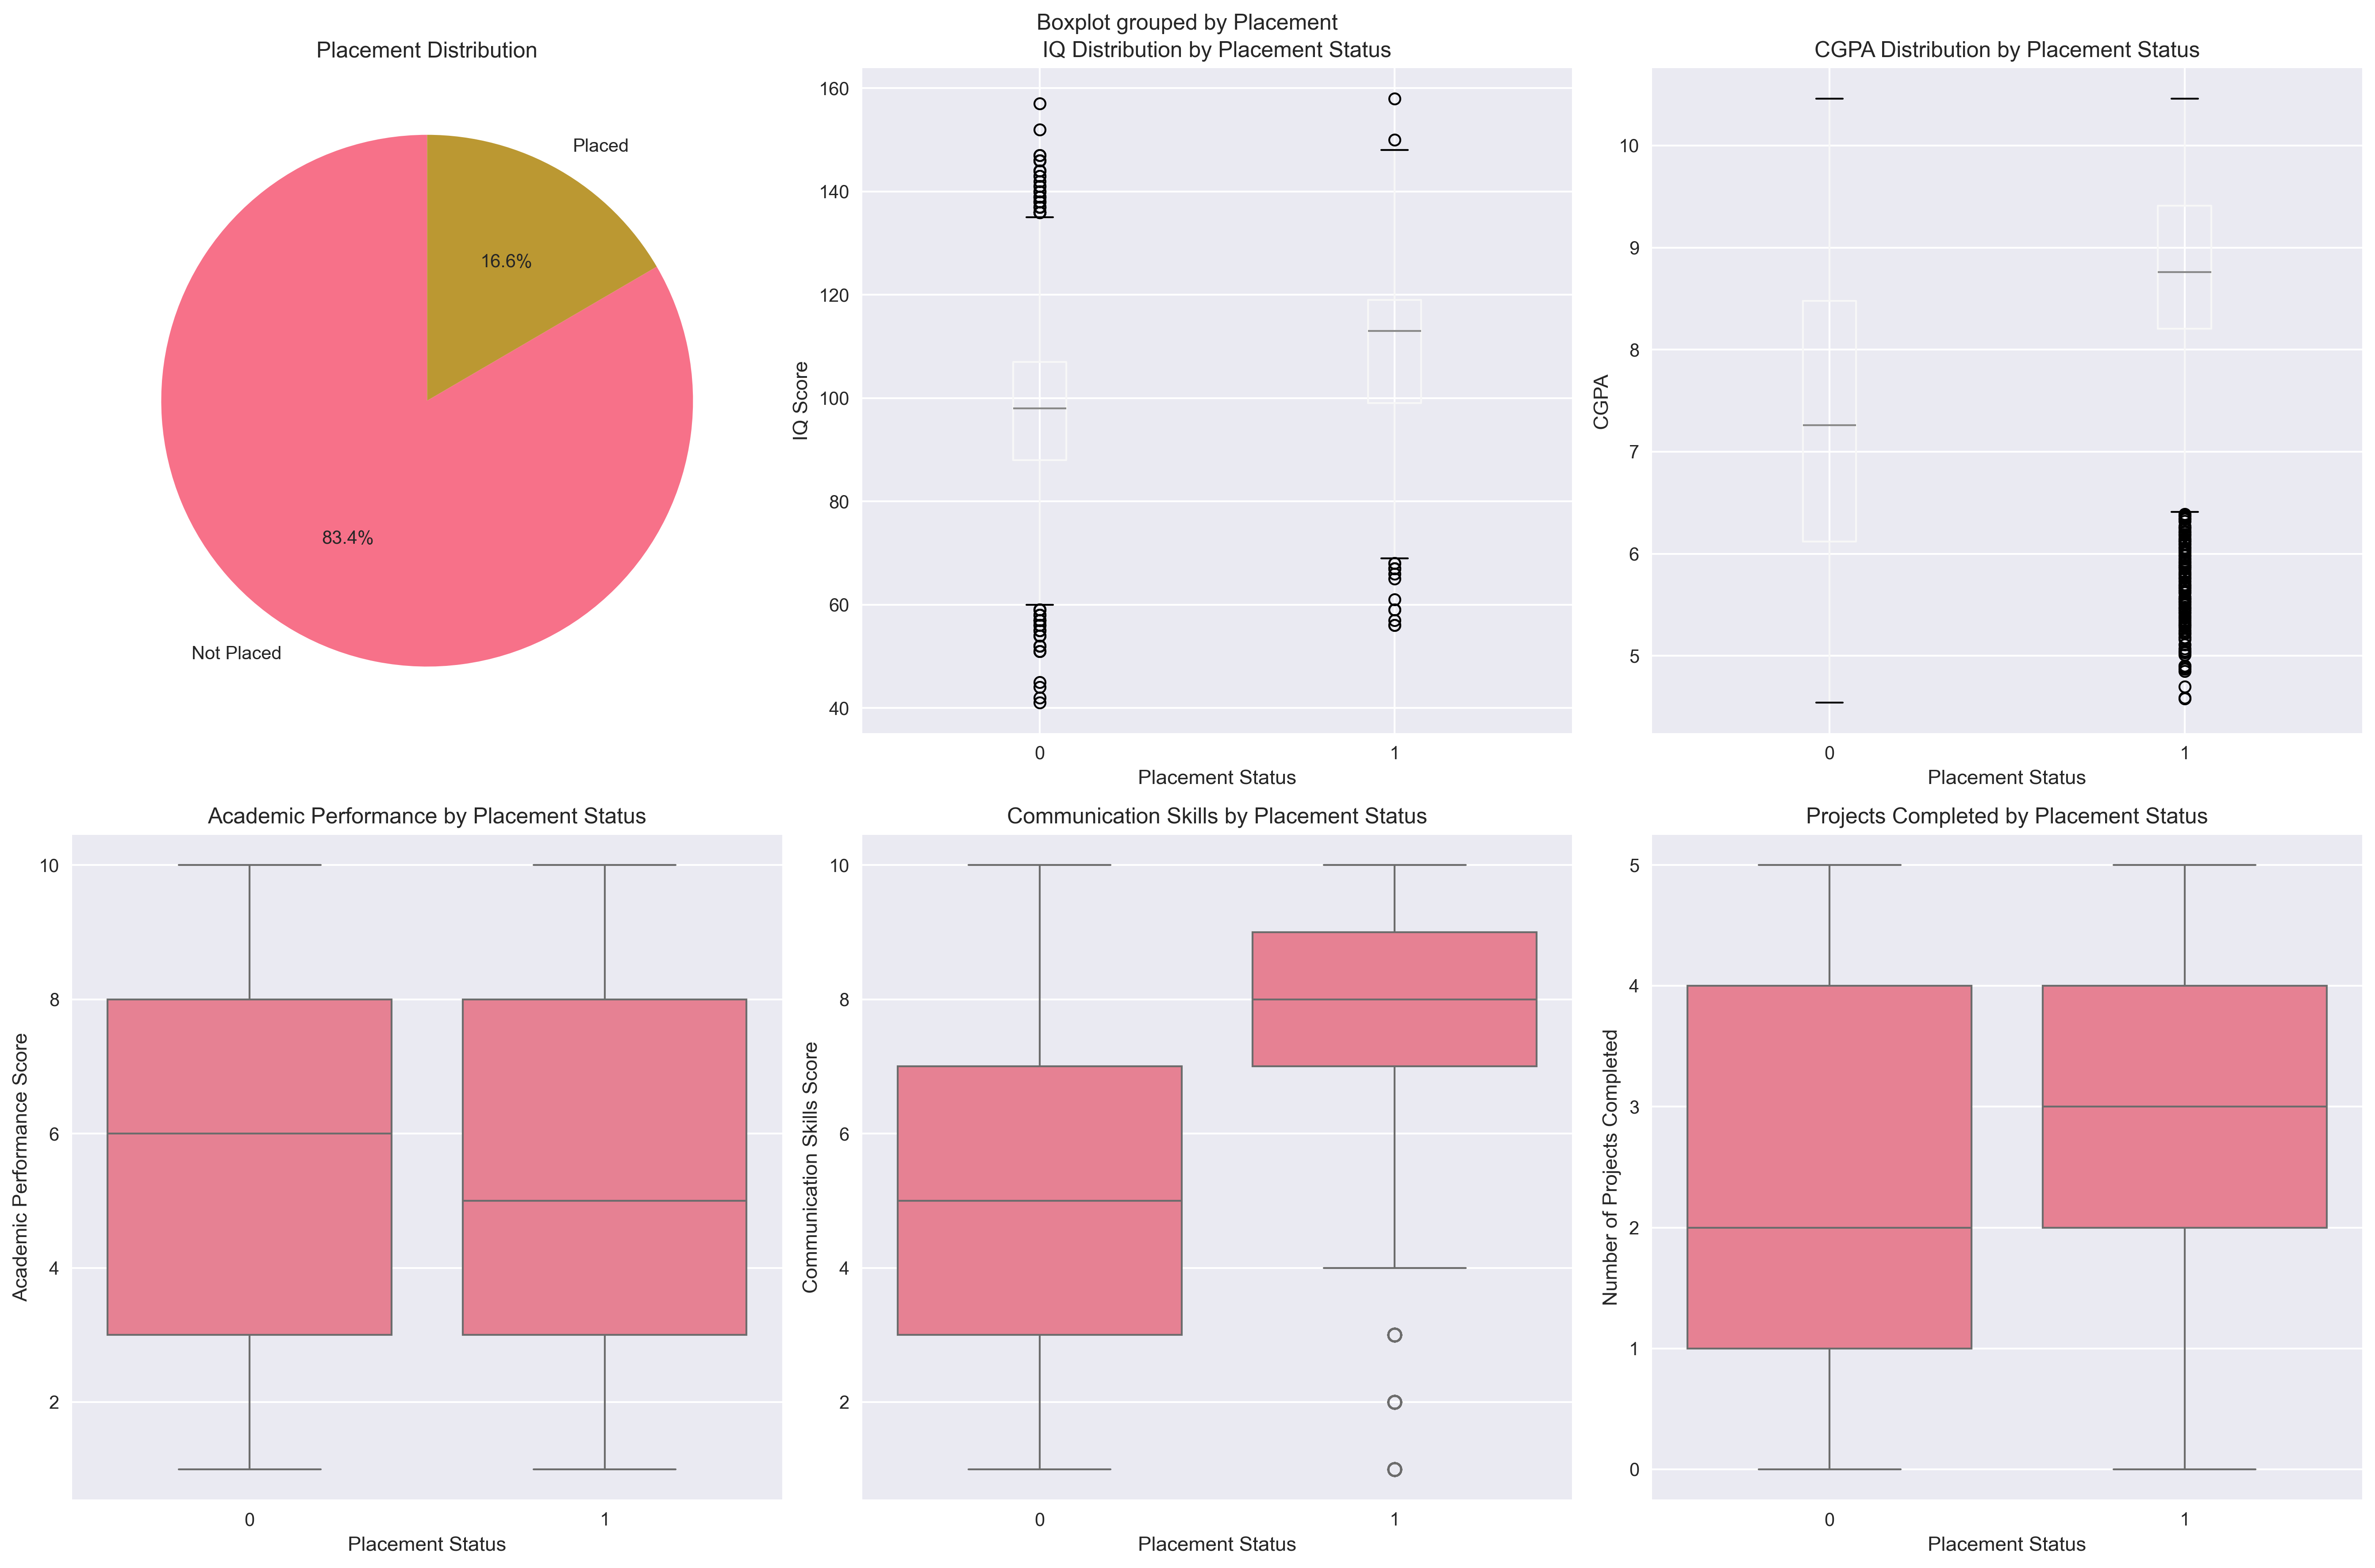 Boxplot grouped by Placement
Placement Distribution
Placed
16.6%
83.4%
Not Placed
IQ Distribution by Placement Status
160
140
120
100
80
60
40
IQ Score
0
1
Placement Status
CGPA Distribution by Placement Status
10
9
8
7
6
5
CGPA
0
1
Placement Status
Academic Performance by Placement Status
10
8
6
4
2
Academic Performance Score
0
1
Placement Status
Communication Skills by Placement Status
10
8
6
4
2
Communication Skills Score
0
1
Placement Status
Projects Completed by Placement Status
5
4
3
2
1
0
Number of Projects Completed
0
1
Placement Status